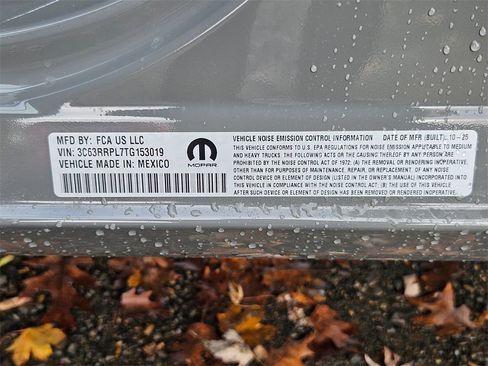 MFD BY: FCA US LLC
VIN: 3C63RRPL7TG153019
VEHICLE MADE IN: MEXICO
MOPAR
VEHICLE NOISE EMISSION CONTROL INFORMATION DATE OF MFR (BUILT): 10-25
THIS VEHICLE CONFORMS TO U.S. EPA REGULATIONS FOR NOISE EMISSION APPLICABLE TO MEDIUM
AND HEAVY TRUCKS. THE FOLLOWING ACTS OR THE CAUSING THEREOF BY ANY PERSON ARE
PROHIBITED BY THE NOISE CONTROL ACT OF 1972: (A) THE REMOVAL OR RENDERING INOPERATIVE,
OTHER THAN FOR PURPOSES OF MAINTENANCE, REPAIR, OR REPLACEMENT, OF ANY NOISE
CONTROL DEVICE OR ELEMENT OF DESIGN (LISTED IN THE OWNER'S MANUAL) INCORPORATED INTO
THIS VEHICLE IN COMPLIANCE WITH THE NOISE CONTROL ACT. (B) THE USE OF THIS VEHICLE
AFTER SUCH DEVICE OR ELEMENT OF DESIGN HAS BEEN REMOVED OR RENDERED INOPERATIVE.